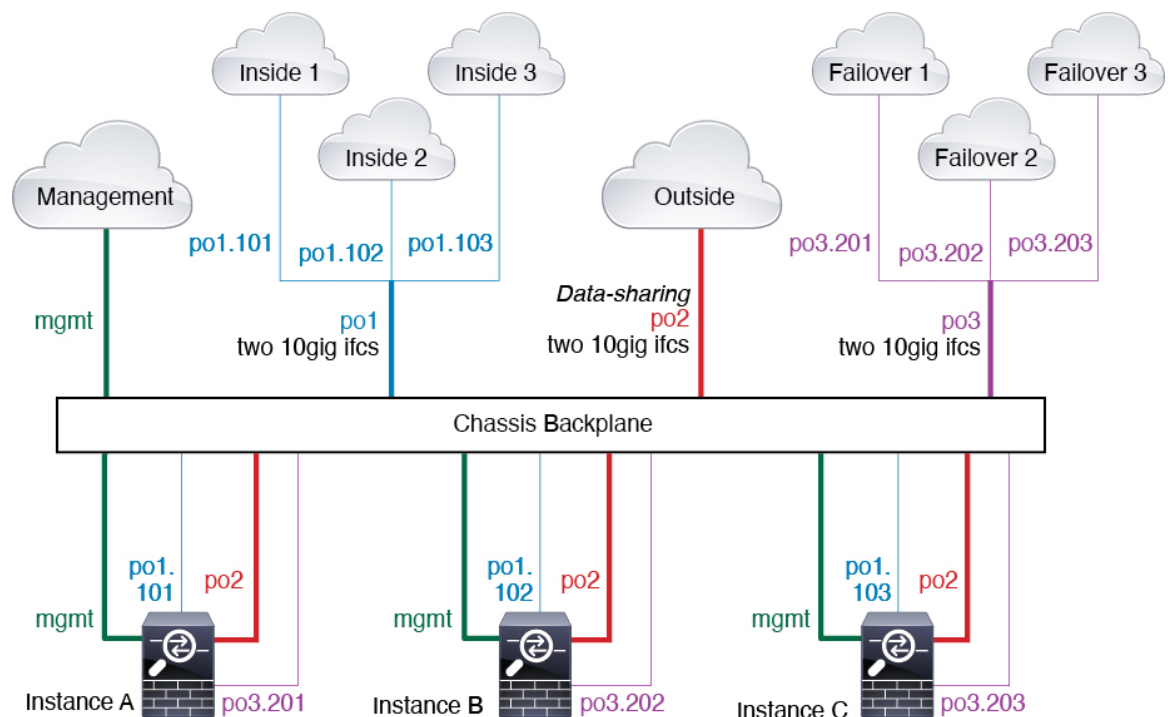 Inside 1
Inside 3
Failover 1
Failover 3
Inside 2
Failover 2
Management
Outside
po1.101
po1.102
po1.103
po3.201
po3.202
po3.203
mgmt
po1
two 10gig ifcs
Data-sharing
po2
two 10gig ifcs
po3
two 10gig ifcs
Chassis Backplane
po1.
101
po2
mgmt
Instance A
po3.201
po1.
102
po2
mgmt
Instance B
po3.202
po1.
103
po2
mgmt
Instance C
po3.203